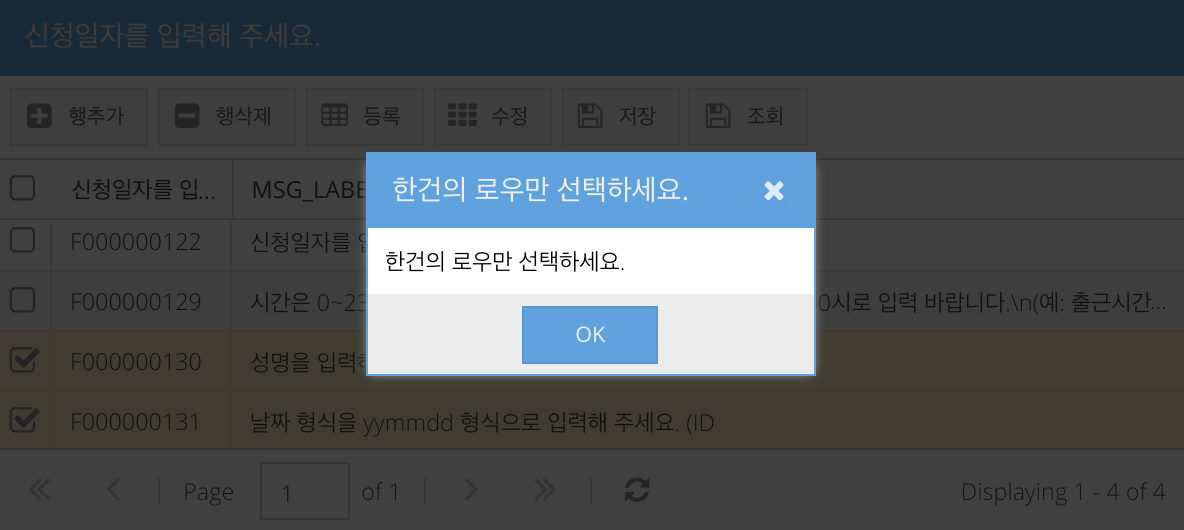 신청일자를 입력해 주세요.
행추가 행삭제 등록 수정 저장 조회
한건의 로우만 선택하세요.
신청일자를 입... MSG_LABE
F000000122 신청일자를
한건의 로우만 선택하세요.
F000000129 시간은 0~23 0시로 입력 바랍니다.\n(예: 출근시간...
OK
F000000130 성명을 입력해
F000000131 날짜 형식을 yymmdd 형식으로 입력해 주세요. (ID
Page 1 of 1 Displaying 1 - 4 of 4